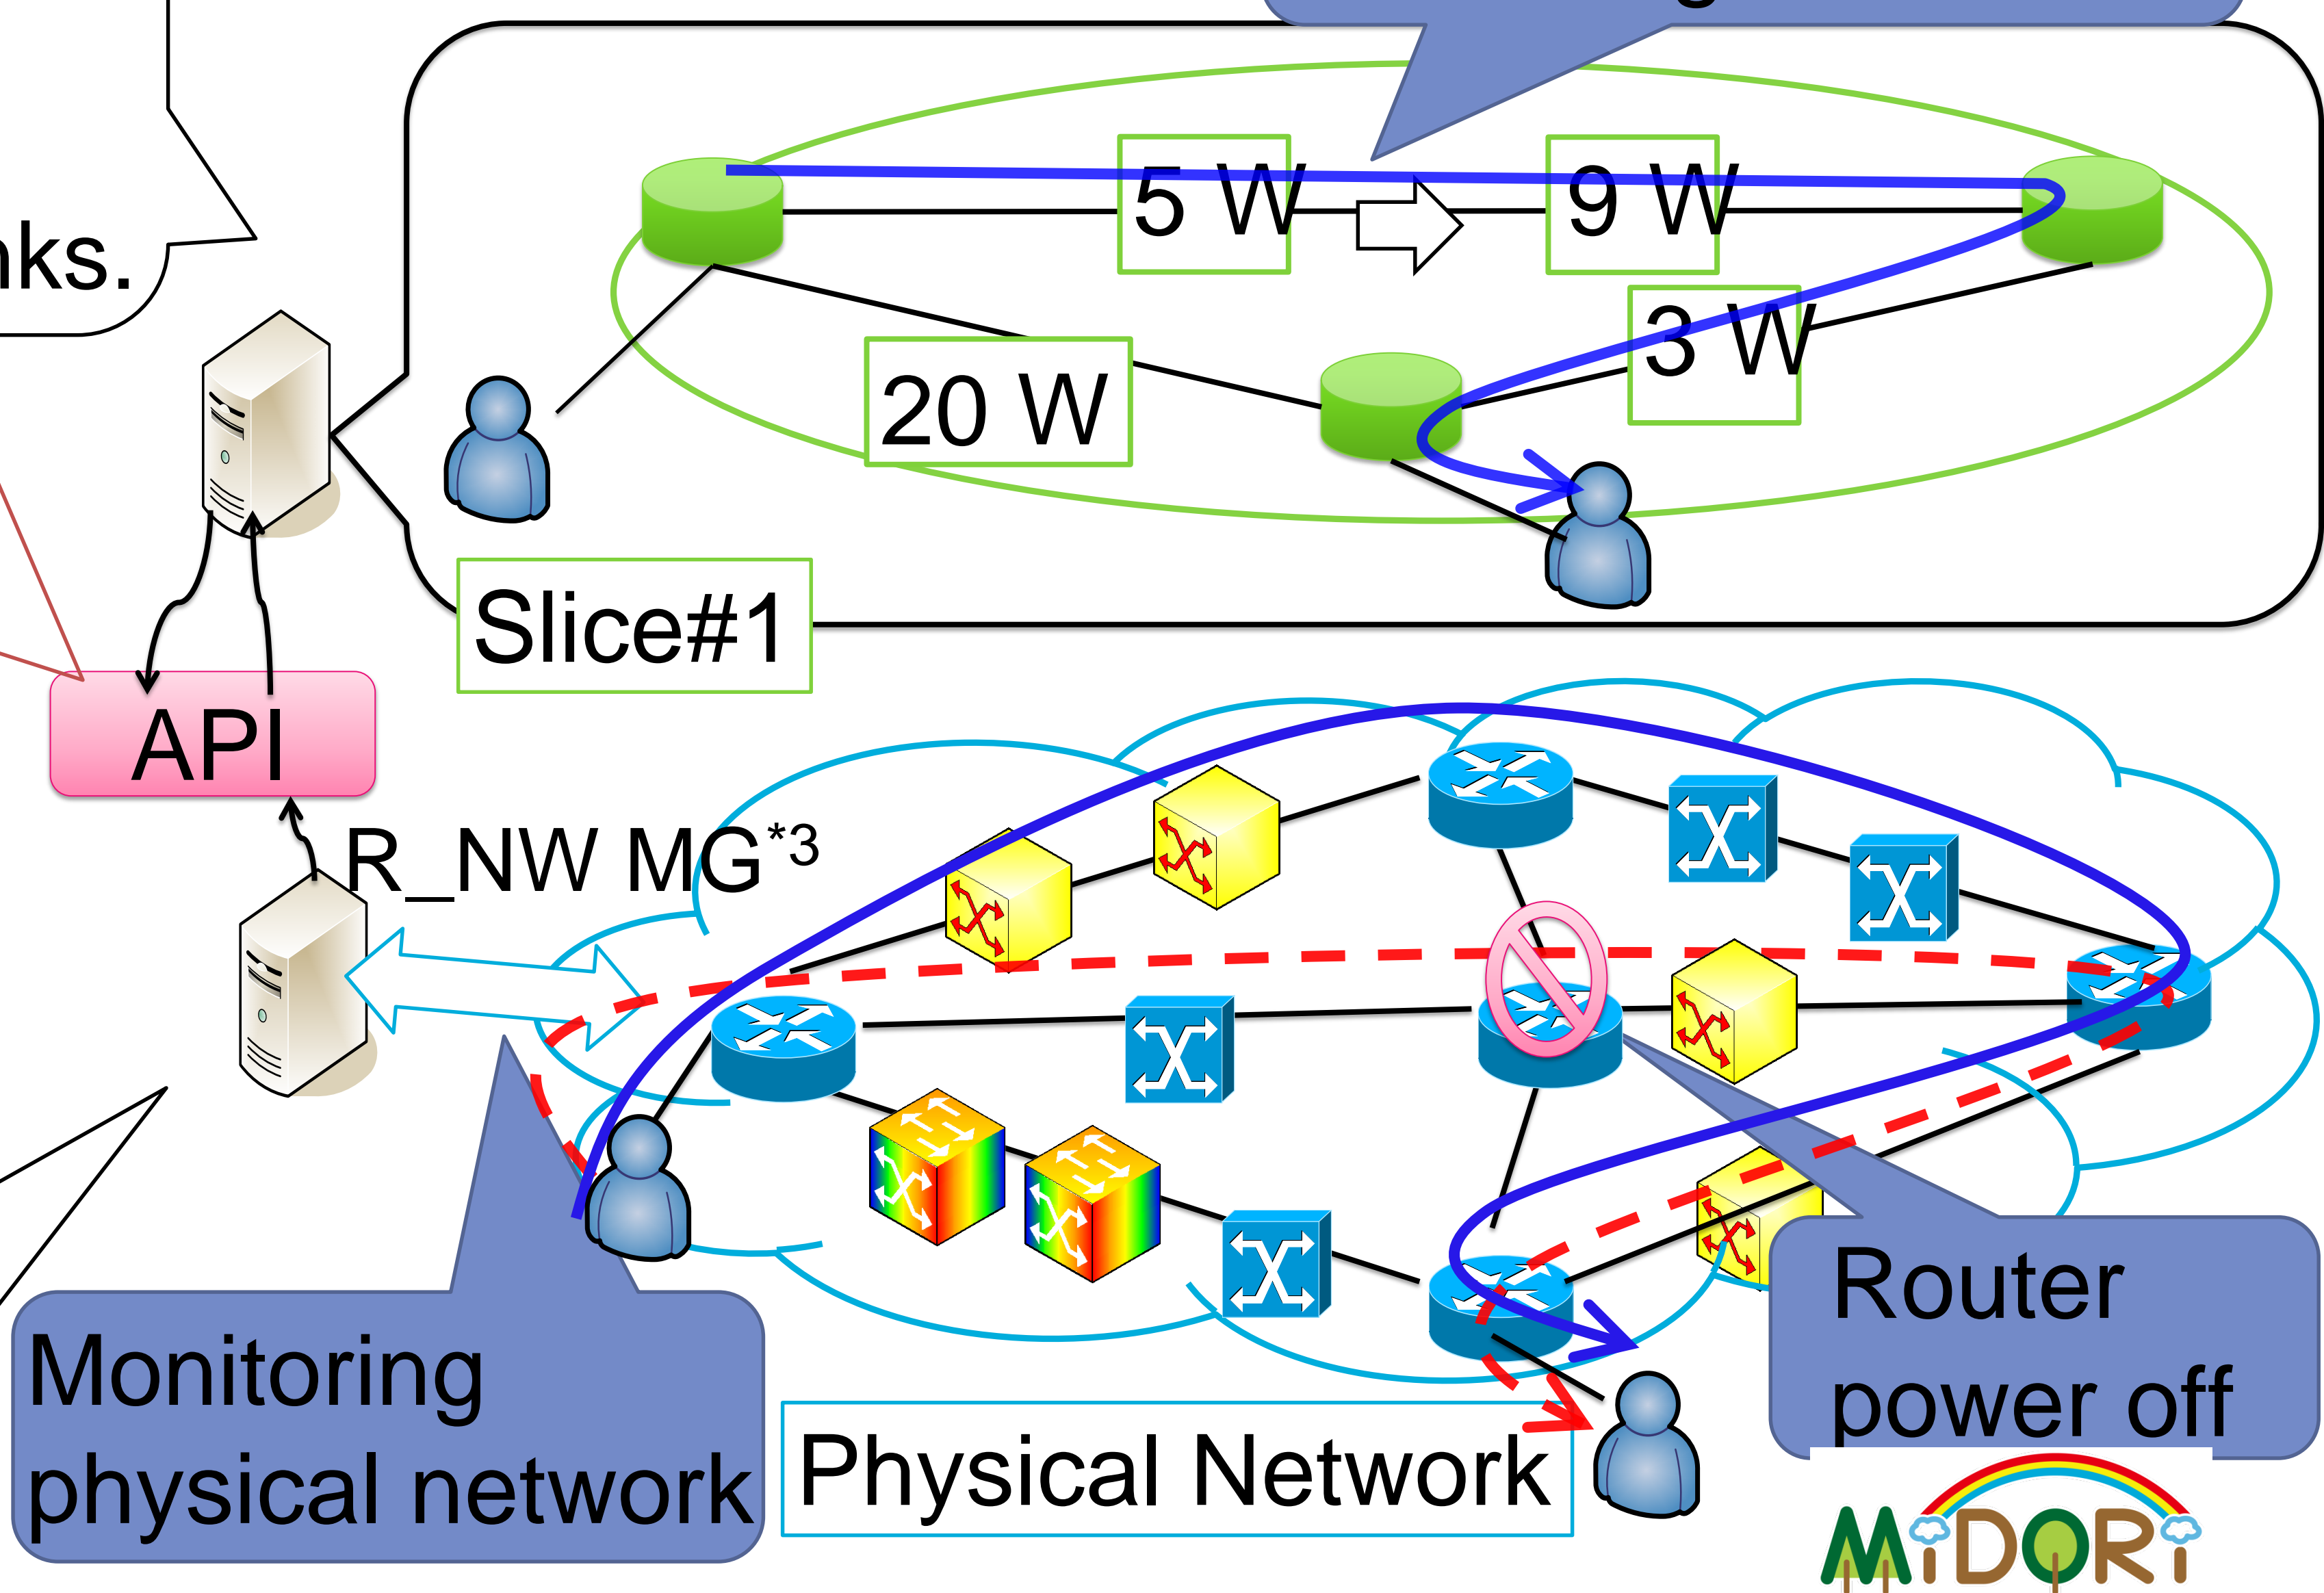 5 W
9 W
nks.
3 W
20 W
Slice#1
API
R_NW MG*3
Router
power off
Monitoring
physical network
Physical Network
MiDORi